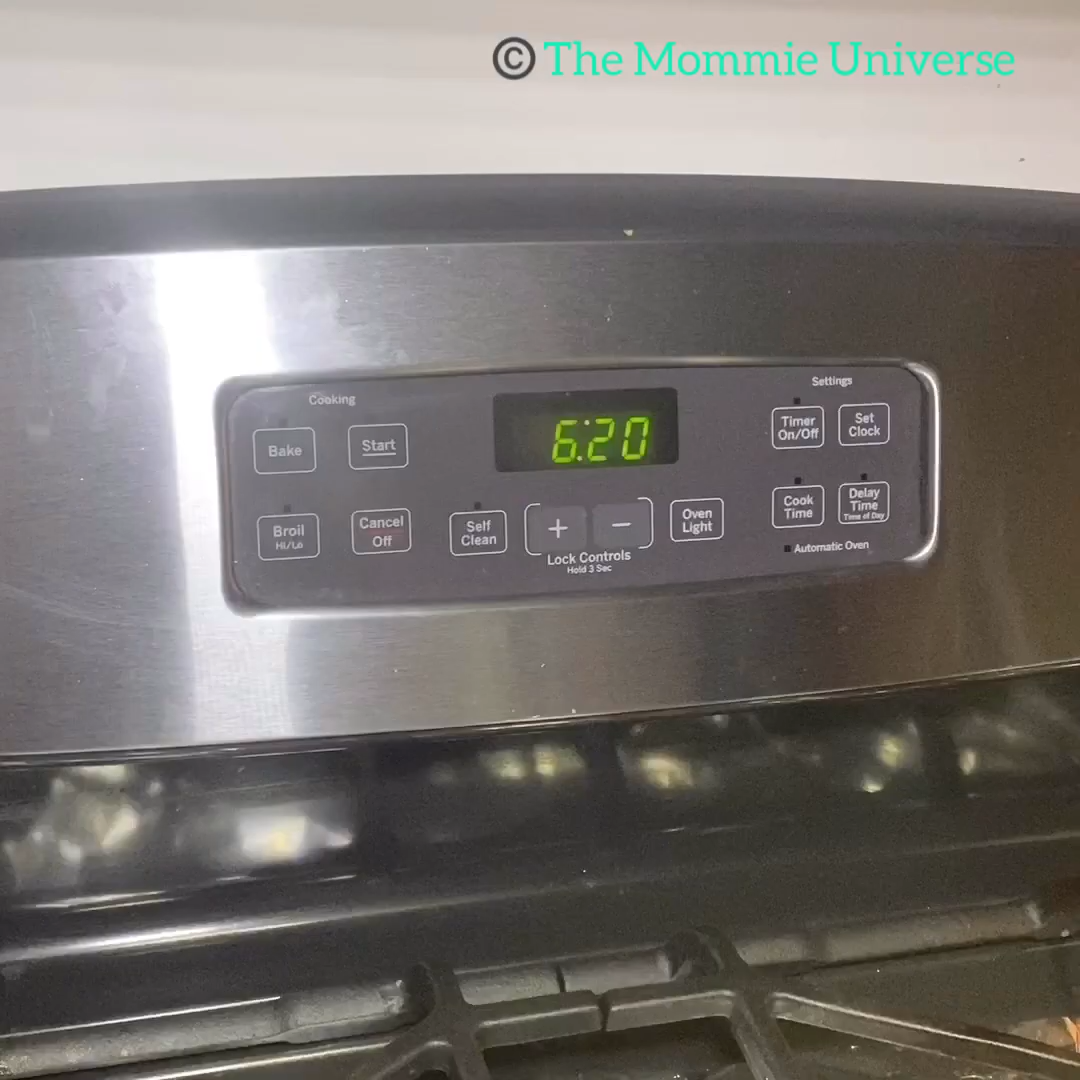 © The Mommie Universe
Cooking
Settings
Bake
Start
6:20
Timer
On/Off
Set
Clock
Broil
Hi/Lo
Cancel
Off
Self
Clean
+
−
Lock Controls
Hold 3 Sec
Oven
Light
Cook
Time
Delay
Time
Time of Day
Automatic Oven